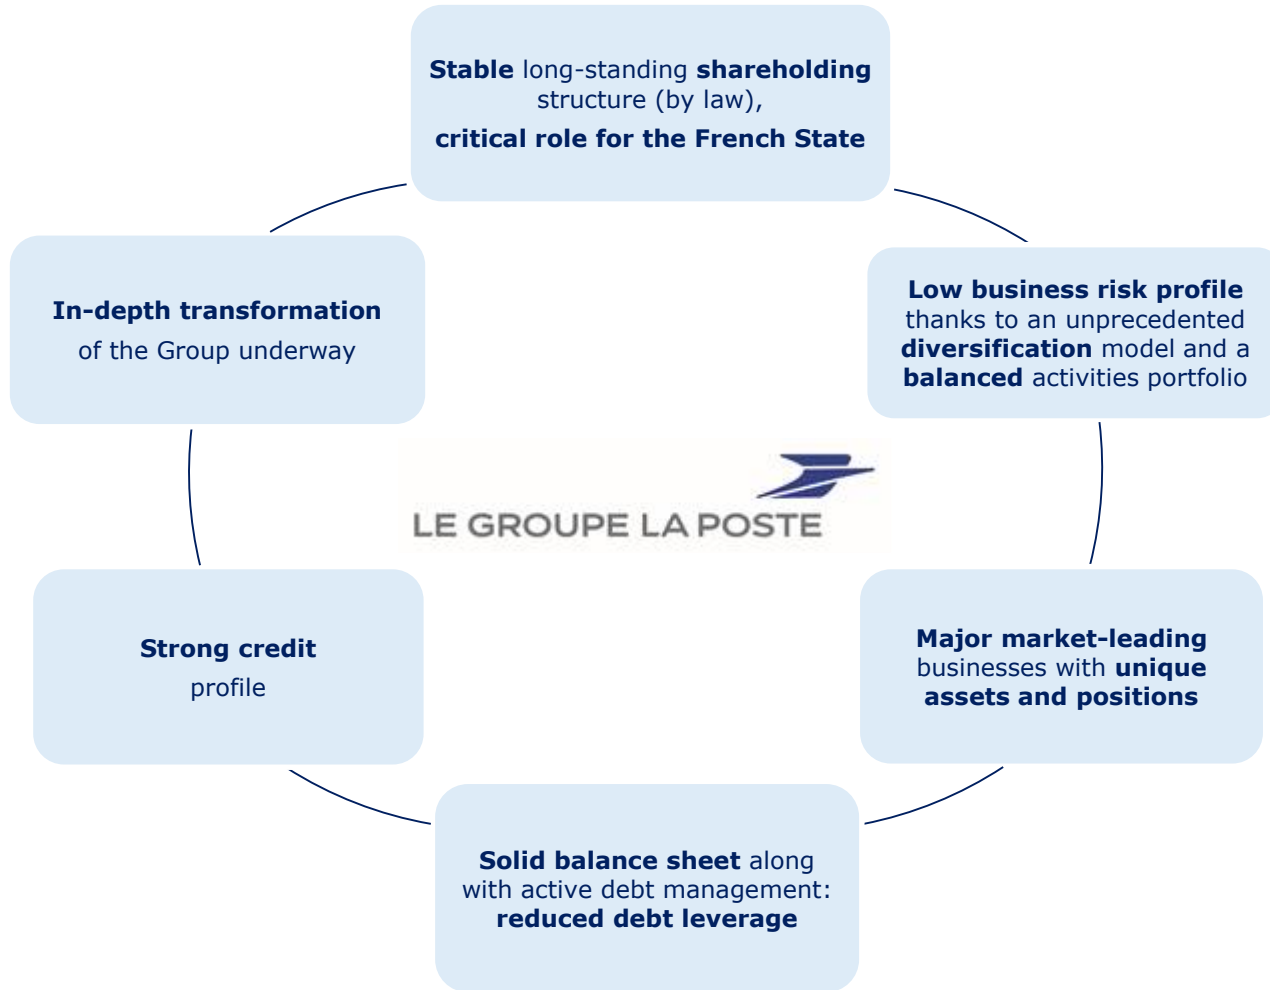 Stable long-standing shareholding
structure (by law),
critical role for the French State
Low business risk profile
thanks to an unprecedented
diversification model and a
balanced activities portfolio
Major market-leading
businesses with unique
assets and positions
Solid balance sheet along
with active debt management:
reduced debt leverage
Strong credit
profile
In-depth transformation
of the Group underway
LE GROUPE LA POSTE